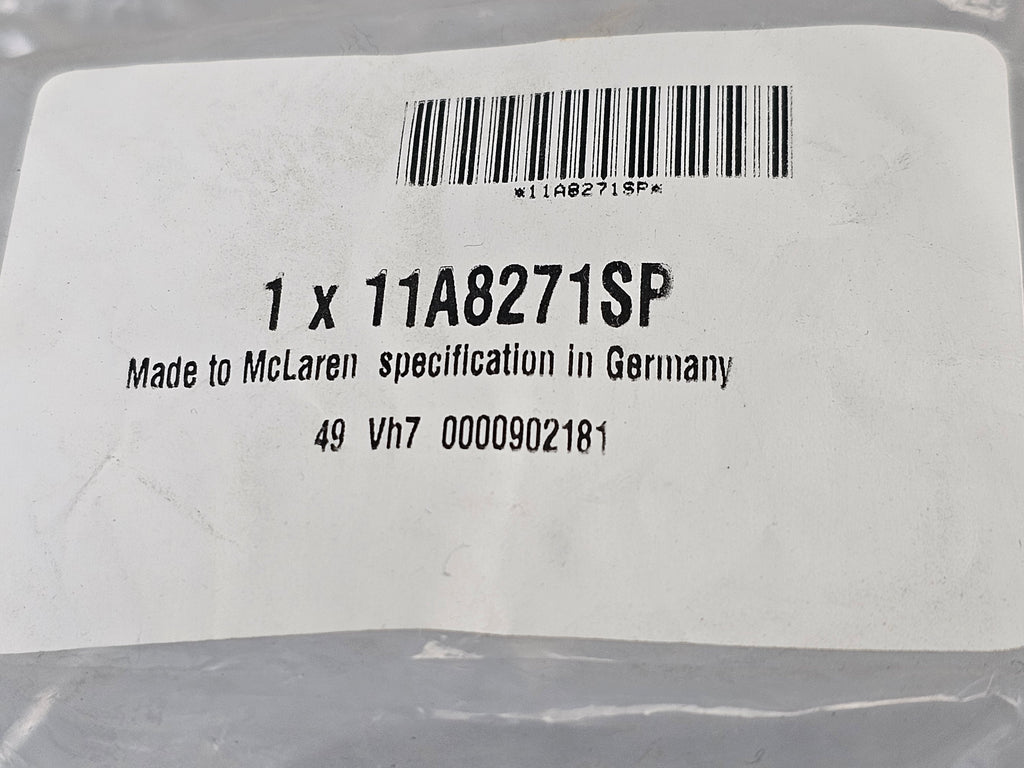 *11A8271SP*
1 x 11A8271SP
Made to McLaren specification in Germany
49 Vh7 0000902181